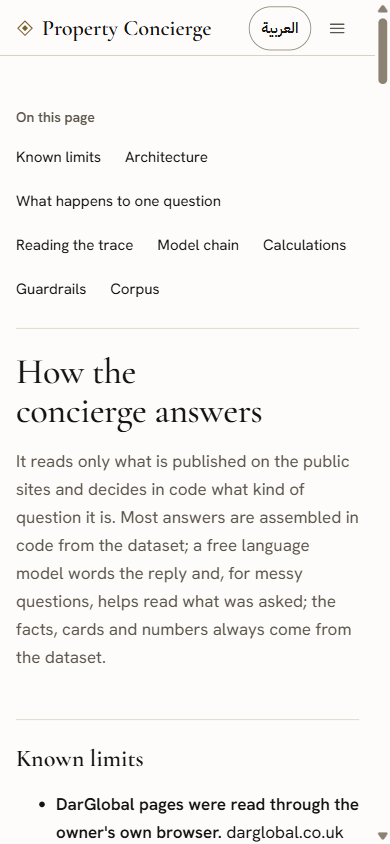 Property Concierge
العربية
On this page
Known limits Architecture
What happens to one question
Reading the trace Model chain Calculations
Guardrails Corpus
How the
concierge answers
It reads only what is published on the public
sites and decides in code what kind of
question it is. Most answers are assembled in
code from the dataset; a free language
model words the reply and, for messy
questions, helps read what was asked; the
facts, cards and numbers always come from
the dataset.
Known limits
• DarGlobal pages were read through the
owner's own browser. darglobal.co.uk